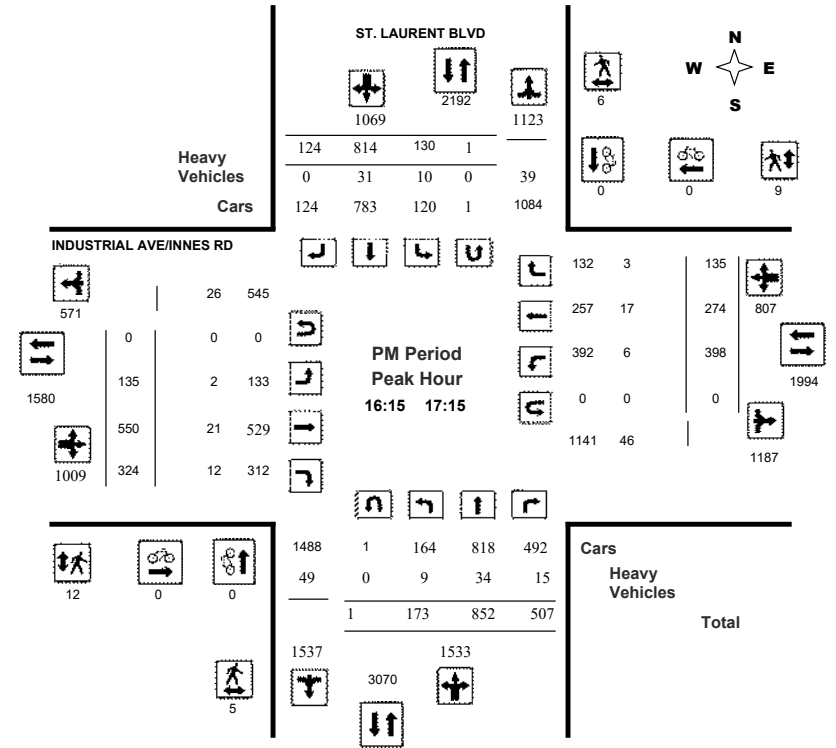 ST. LAURENT BLVD
N
W E
S
2192
6
1069 1123
124 814 130 1
Heavy
Vehicles 0 31 10 0 39
0 0 9
Cars 124 783 120 1 1084
INDUSTRIAL AVE/INNES RD
132 3 135
26 545
571
257 17 274 807
0 0 0
PM Period
Peak Hour
16:15 17:15
392 6 398
135 2 133
1580
1994
0 0 0
550 21 529
1141 46
1187
1009 324 12 312
1488 1 164 818 492 Cars
49 0 9 34 15 Heavy
Vehicles
12 0 0
1 173 852 507 Total
1537 1533
3070
5